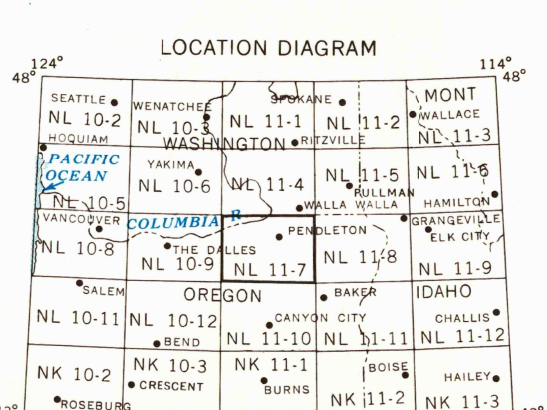 LOCATION DIAGRAM
124° 114°
48° 48°
SEATTLE WENATCHEE SPOKANE MONT
WALLACE
NL 10-2 NL 10-3 NL 11-1 NL 11-2 NL 11-3
HOQUIAM WASHINGTON RITZVILLE
PACIFIC
OCEAN
YAKIMA
NL 10-5 NL 10-6 NL 11-4 NL 11-5 NL 11-6
PULLMAN
WALLA WALLA HAMILTON
VANCOUVER COLUMBIA R GRANGEVILLE
PENDLETON ELK CITY
NL 10-8 THE DALLES
NL 10-9 NL 11-7 NL 11-8 NL 11-9
SALEM OREGON BAKER IDAHO
NL 10-11 NL 10-12 CANYON CITY CHALLIS
NL 11-10 NL 11-11 NL 11-12
BEND
NK 10-2 NK 10-3 NK 11-1 BOISE HAILEY
CRESCENT BURNS
NK 11-2 NK 11-3
ROSEBURG